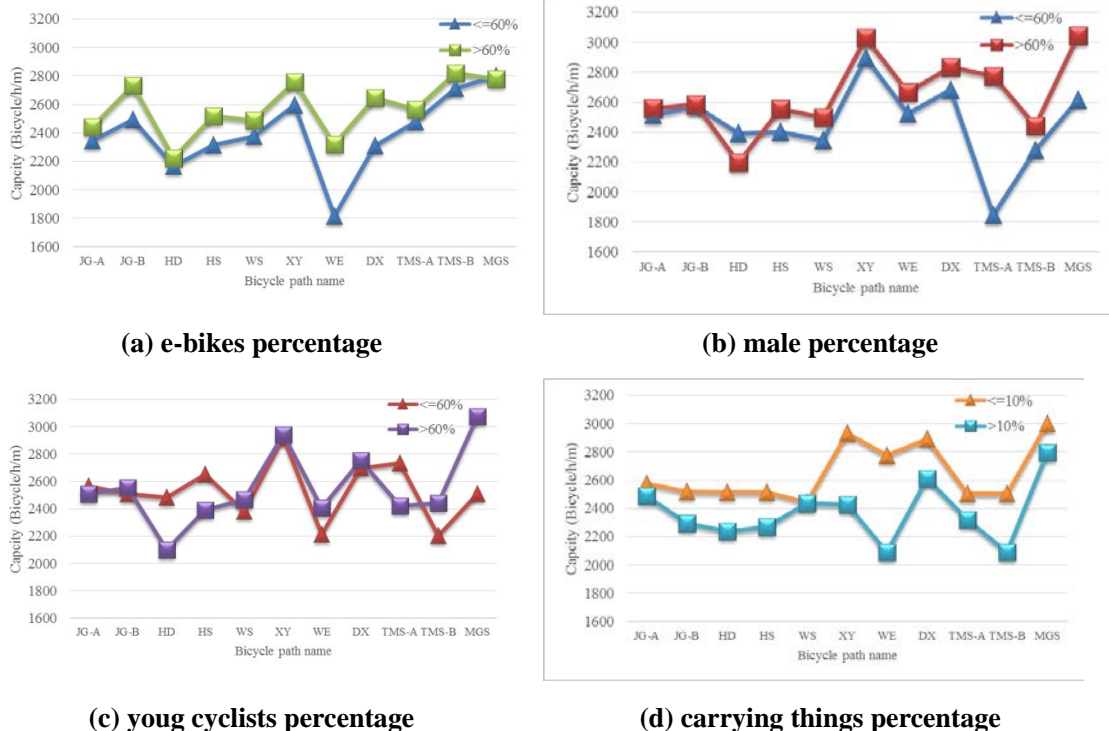 3200
3000
2800
2600
2400
2200
2000
1800
1600
Capcity (Bicycle/h/m)
<=60%
>60%
JG-A JG-B HD HS WS XY WE DX TMS-A TMS-B MGS
Bicycle path name
(a) e-bikes percentage
3200
3000
2800
2600
2400
2200
2000
1800
1600
Capcity (Bicycle/h/m)
<=60%
>60%
JG-A JG-B HD HS WS XY WE DX TMS-A TMS-B MGS
Bicycle path name
(b) male percentage
3200
3000
2800
2600
2400
2200
2000
1800
1600
Capcity (Bicycle/h/m)
<=60%
>60%
JG-A JG-B HD HS WS XY WE DX TMS-A TMS-B MGS
Bicycle path name
(c) youg cyclists percentage
3200
3000
2800
2600
2400
2200
2000
1800
1600
Capcity (Bicycle/h/m)
<=10%
>10%
JG-A JG-B HD HS WS XY WE DX TMS-A TMS-B MGS
Bicycle path name
(d) carrying things percentage